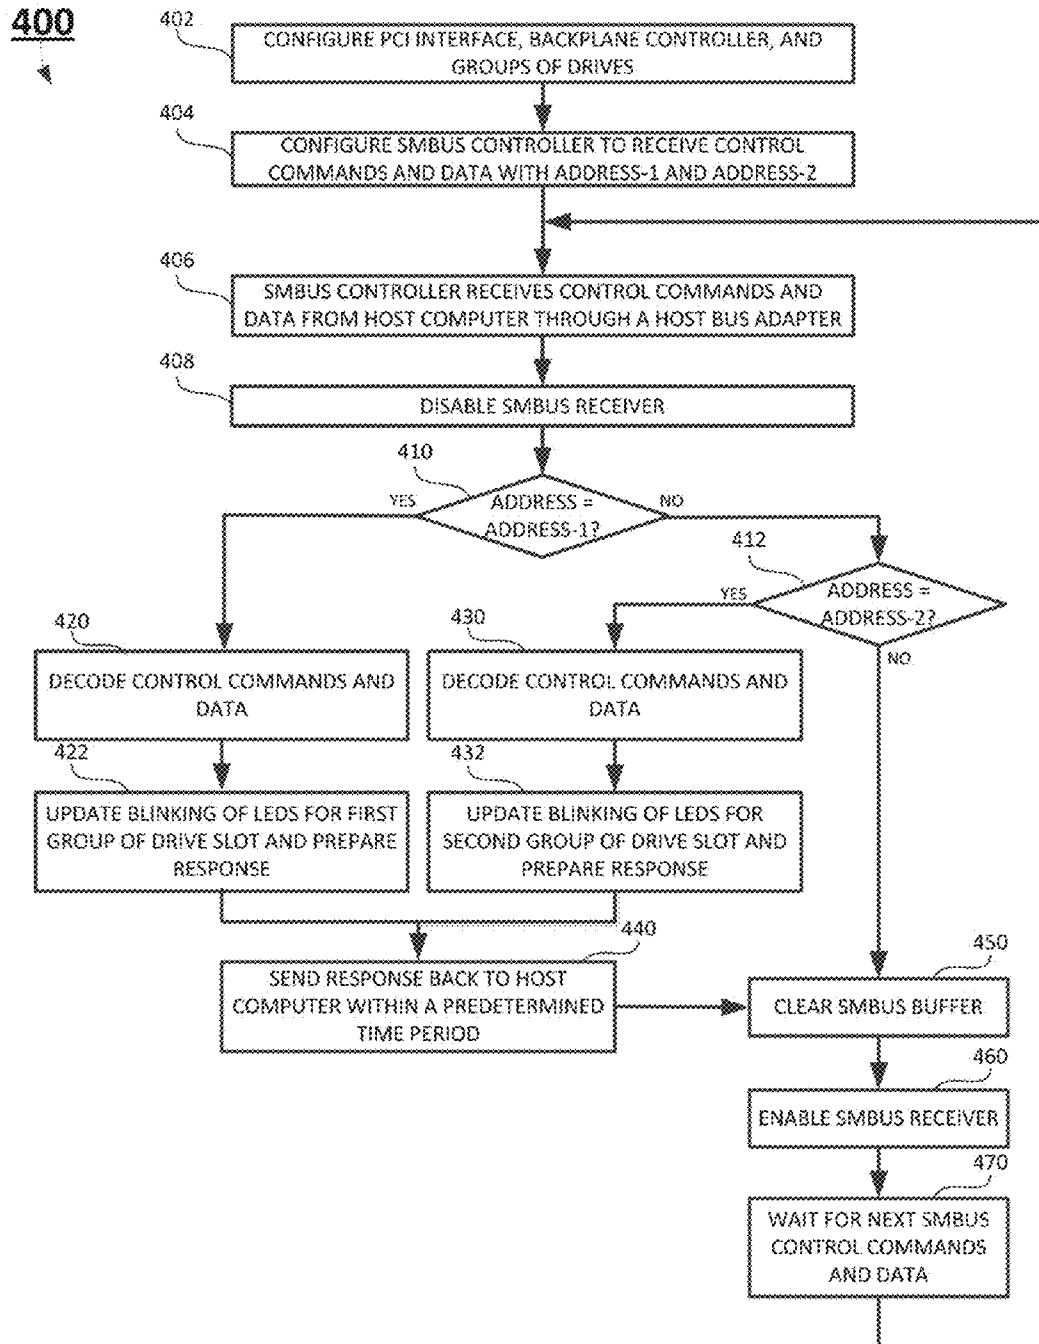 400
402
CONFIGURE PCI INTERFACE, BACKPLANE CONTROLLER, AND
GROUPS OF DRIVES
404
CONFIGURE SMBUS CONTROLLER TO RECEIVE CONTROL
COMMANDS AND DATA WITH ADDRESS-1 AND ADDRESS-2
406
SMBUS CONTROLLER RECEIVES CONTROL COMMANDS AND
DATA FROM HOST COMPUTER THROUGH A HOST BUS ADAPTER
408
DISABLE SMBUS RECEIVER
410
YES
ADDRESS =
ADDRESS-1?
NO
412
YES
ADDRESS =
ADDRESS-2?
NO
420
DECODE CONTROL COMMANDS AND
DATA
430
DECODE CONTROL COMMANDS AND
DATA
422
UPDATE BLINKING OF LEDS FOR FIRST
GROUP OF DRIVE SLOT AND PREPARE
RESPONSE
432
UPDATE BLINKING OF LEDS FOR
SECOND GROUP OF DRIVE SLOT AND
PREPARE RESPONSE
440
SEND RESPONSE BACK TO HOST
COMPUTER WITHIN A PREDETERMINED
TIME PERIOD
450
CLEAR SMBUS BUFFER
460
ENABLE SMBUS RECEIVER
470
WAIT FOR NEXT SMBUS
CONTROL COMMANDS
AND DATA